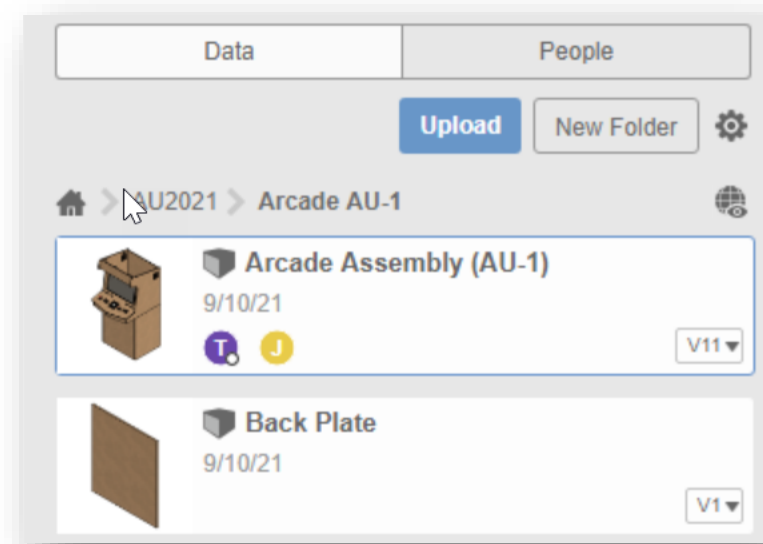 Data People
Upload New Folder
AU2021 Arcade AU-1
Arcade Assembly (AU-1)
9/10/21
T J
V11
Back Plate
9/10/21
V1